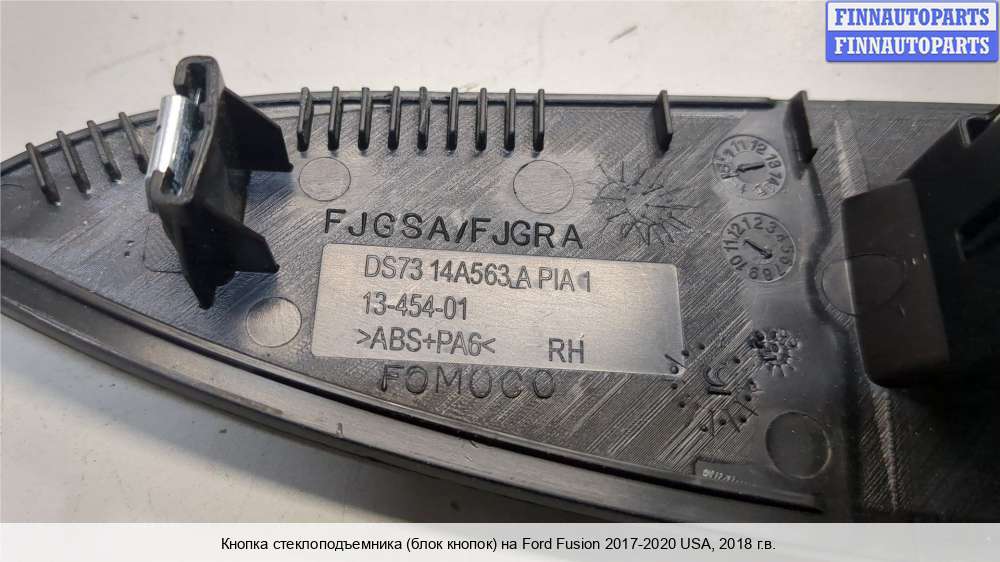 FINNAUTOPARTS
FINNAUTOPARTS
FJGSA/FJGRA
DS73 14A563 A PIA 1
13-454-01
>ABS+PA6< RH
FOMOCO
Кнопка стеклоподъемника (блок кнопок) на Ford Fusion 2017-2020 USA, 2018 г.в.